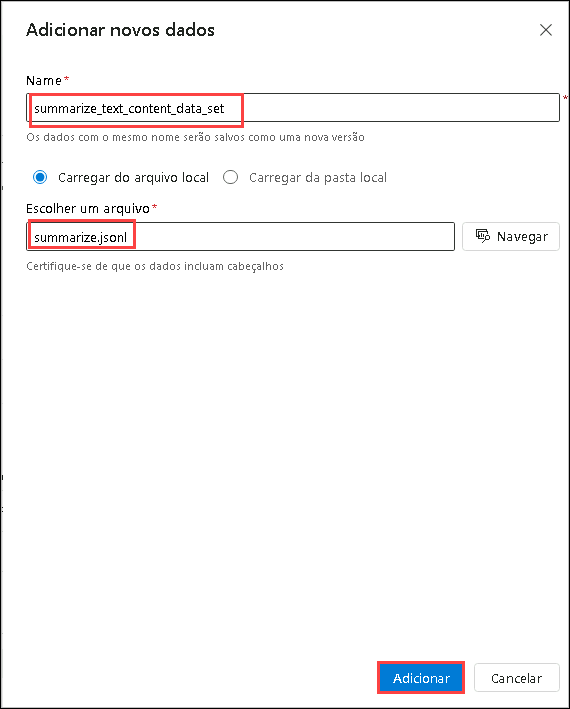 Adicionar novos dados
Name*
summarize_text_content_data_set
*
Os dados com o mesmo nome serão salvos como uma nova versão
Carregar do arquivo local Carregar da pasta local
Escolher um arquivo*
summarize.jsonl Navegar
Certifique-se de que os dados incluam cabeçalhos
Adicionar Cancelar